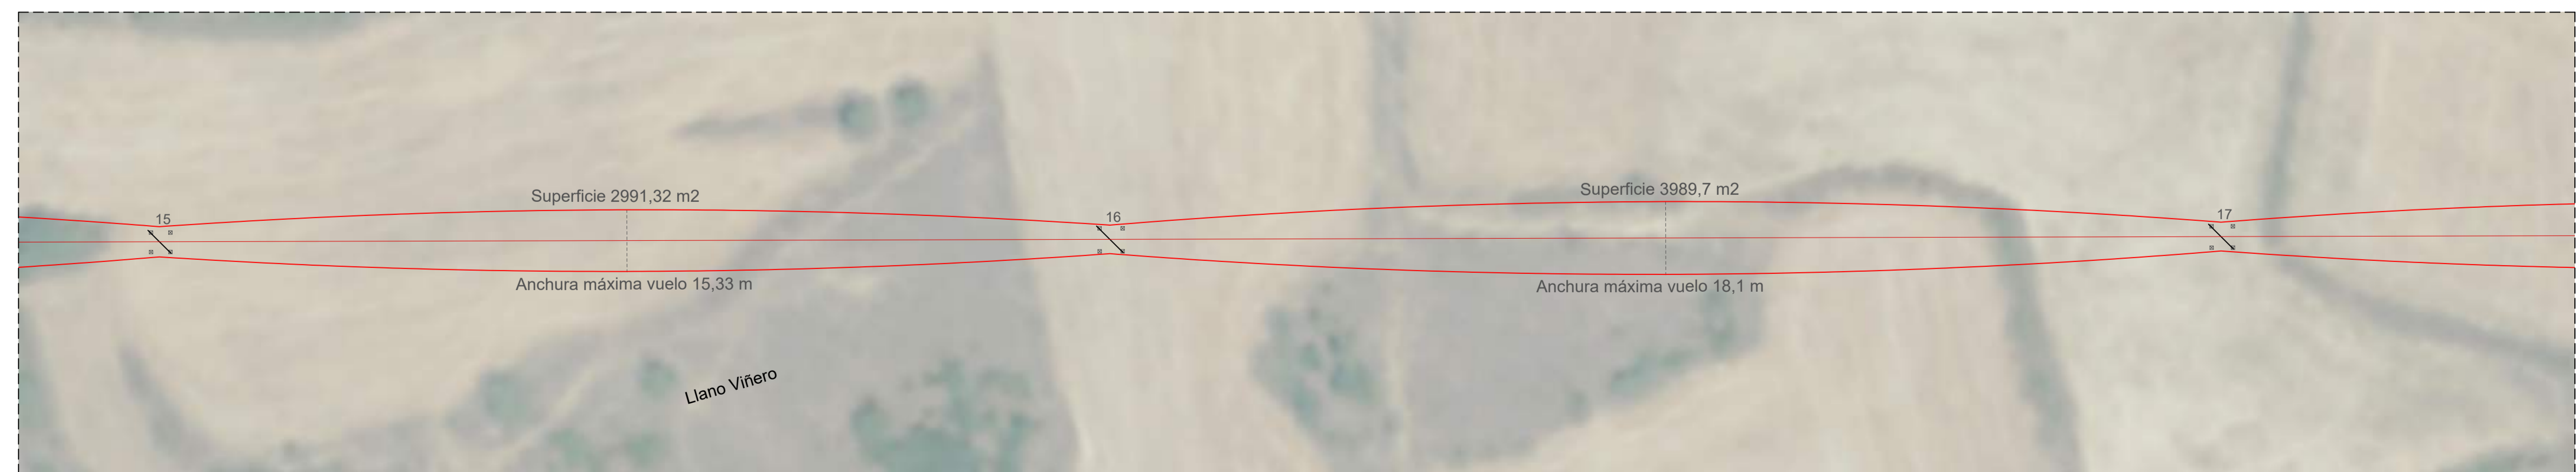 Superficie 2991,32 m2
Superficie 3989,7 m2
15
16
17
Anchura máxima vuelo 15,33 m
Anchura máxima vuelo 18,1 m
Llano Viñero